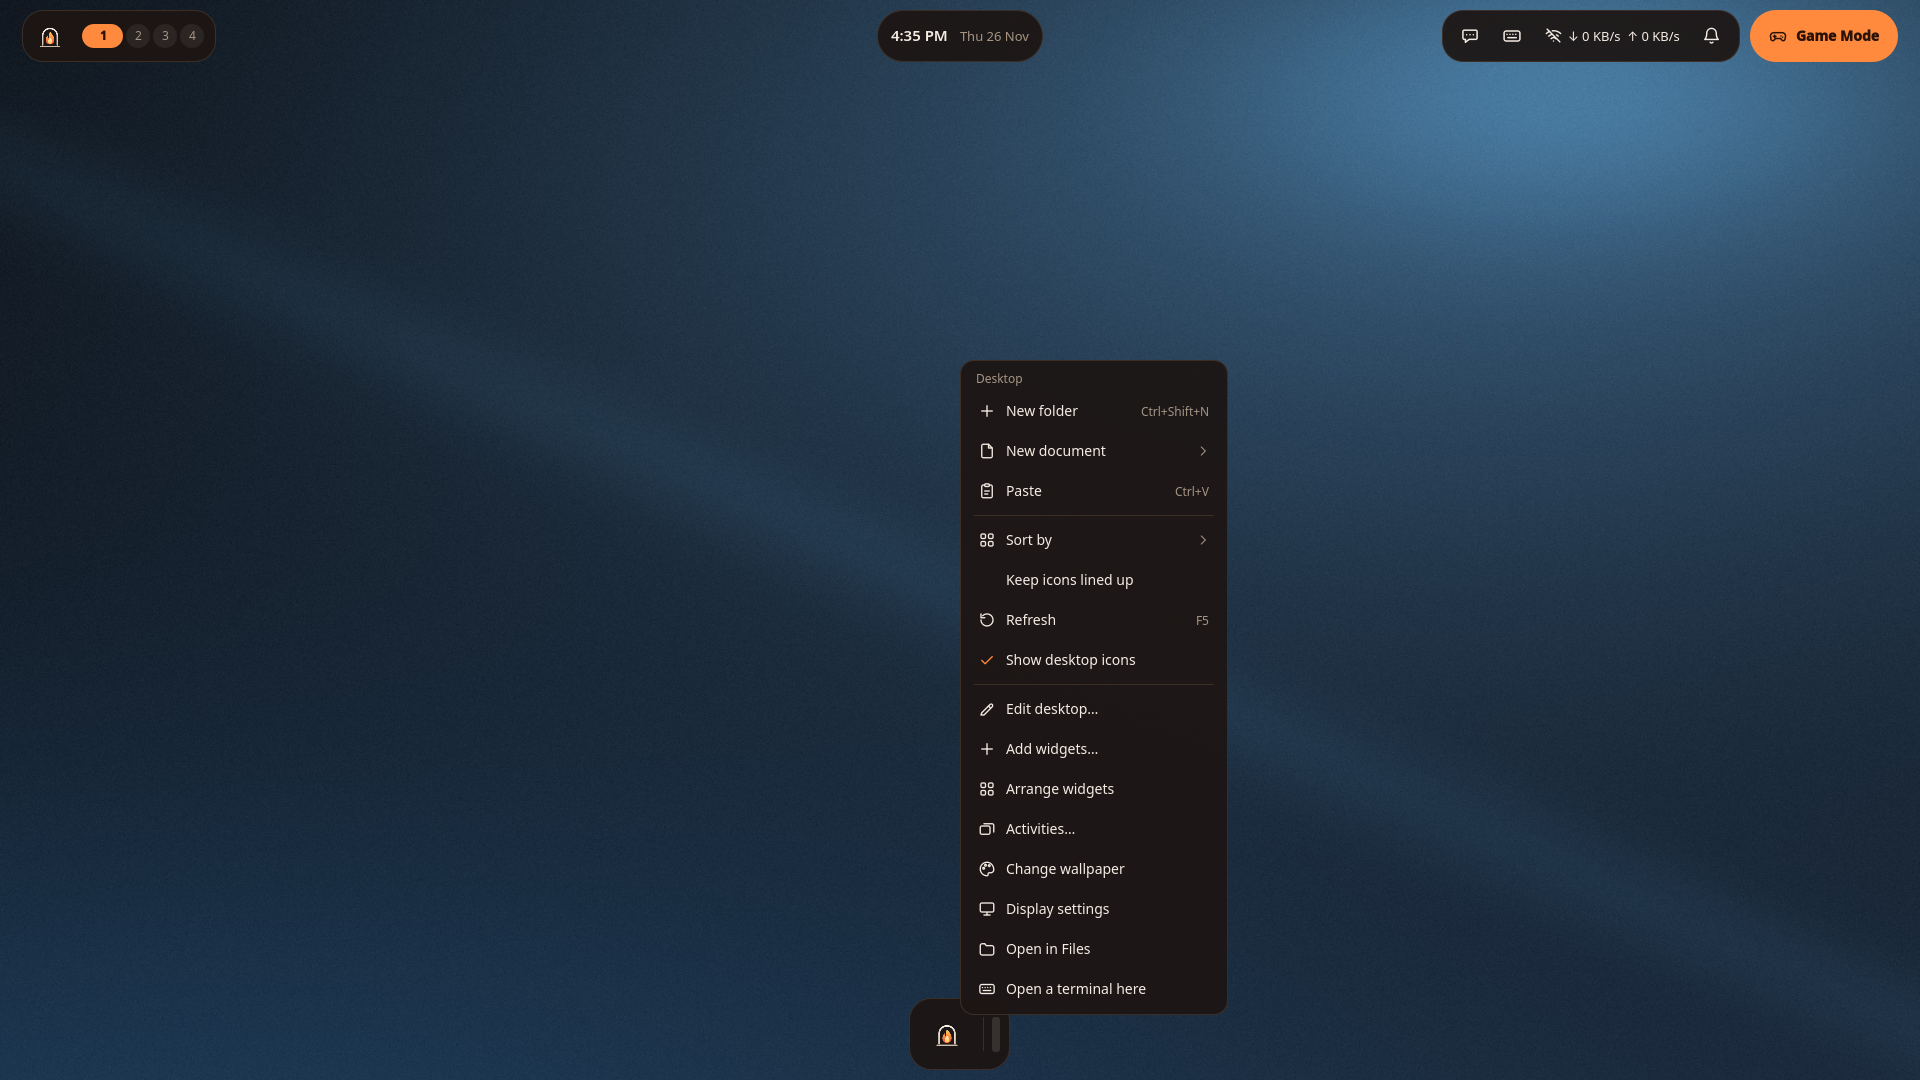 1 2 3 4
4:35 PM Thu 26 Nov
↓ 0 KB/s ↑ 0 KB/s
Game Mode
Desktop
New folder Ctrl+Shift+N
New document
Paste Ctrl+V
Sort by
Keep icons lined up
Refresh F5
Show desktop icons
Edit desktop...
Add widgets...
Arrange widgets
Activities...
Change wallpaper
Display settings
Open in Files
Open a terminal here